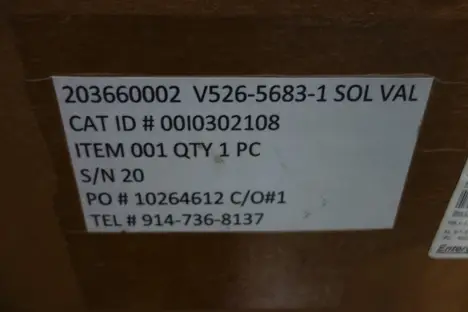 203660002 V526-5683-1 SOL VAL
CAT ID # 00I0302108
ITEM 001 QTY 1 PC
S/N 20
PO # 10264612 C/O#1
TEL # 914-736-8137